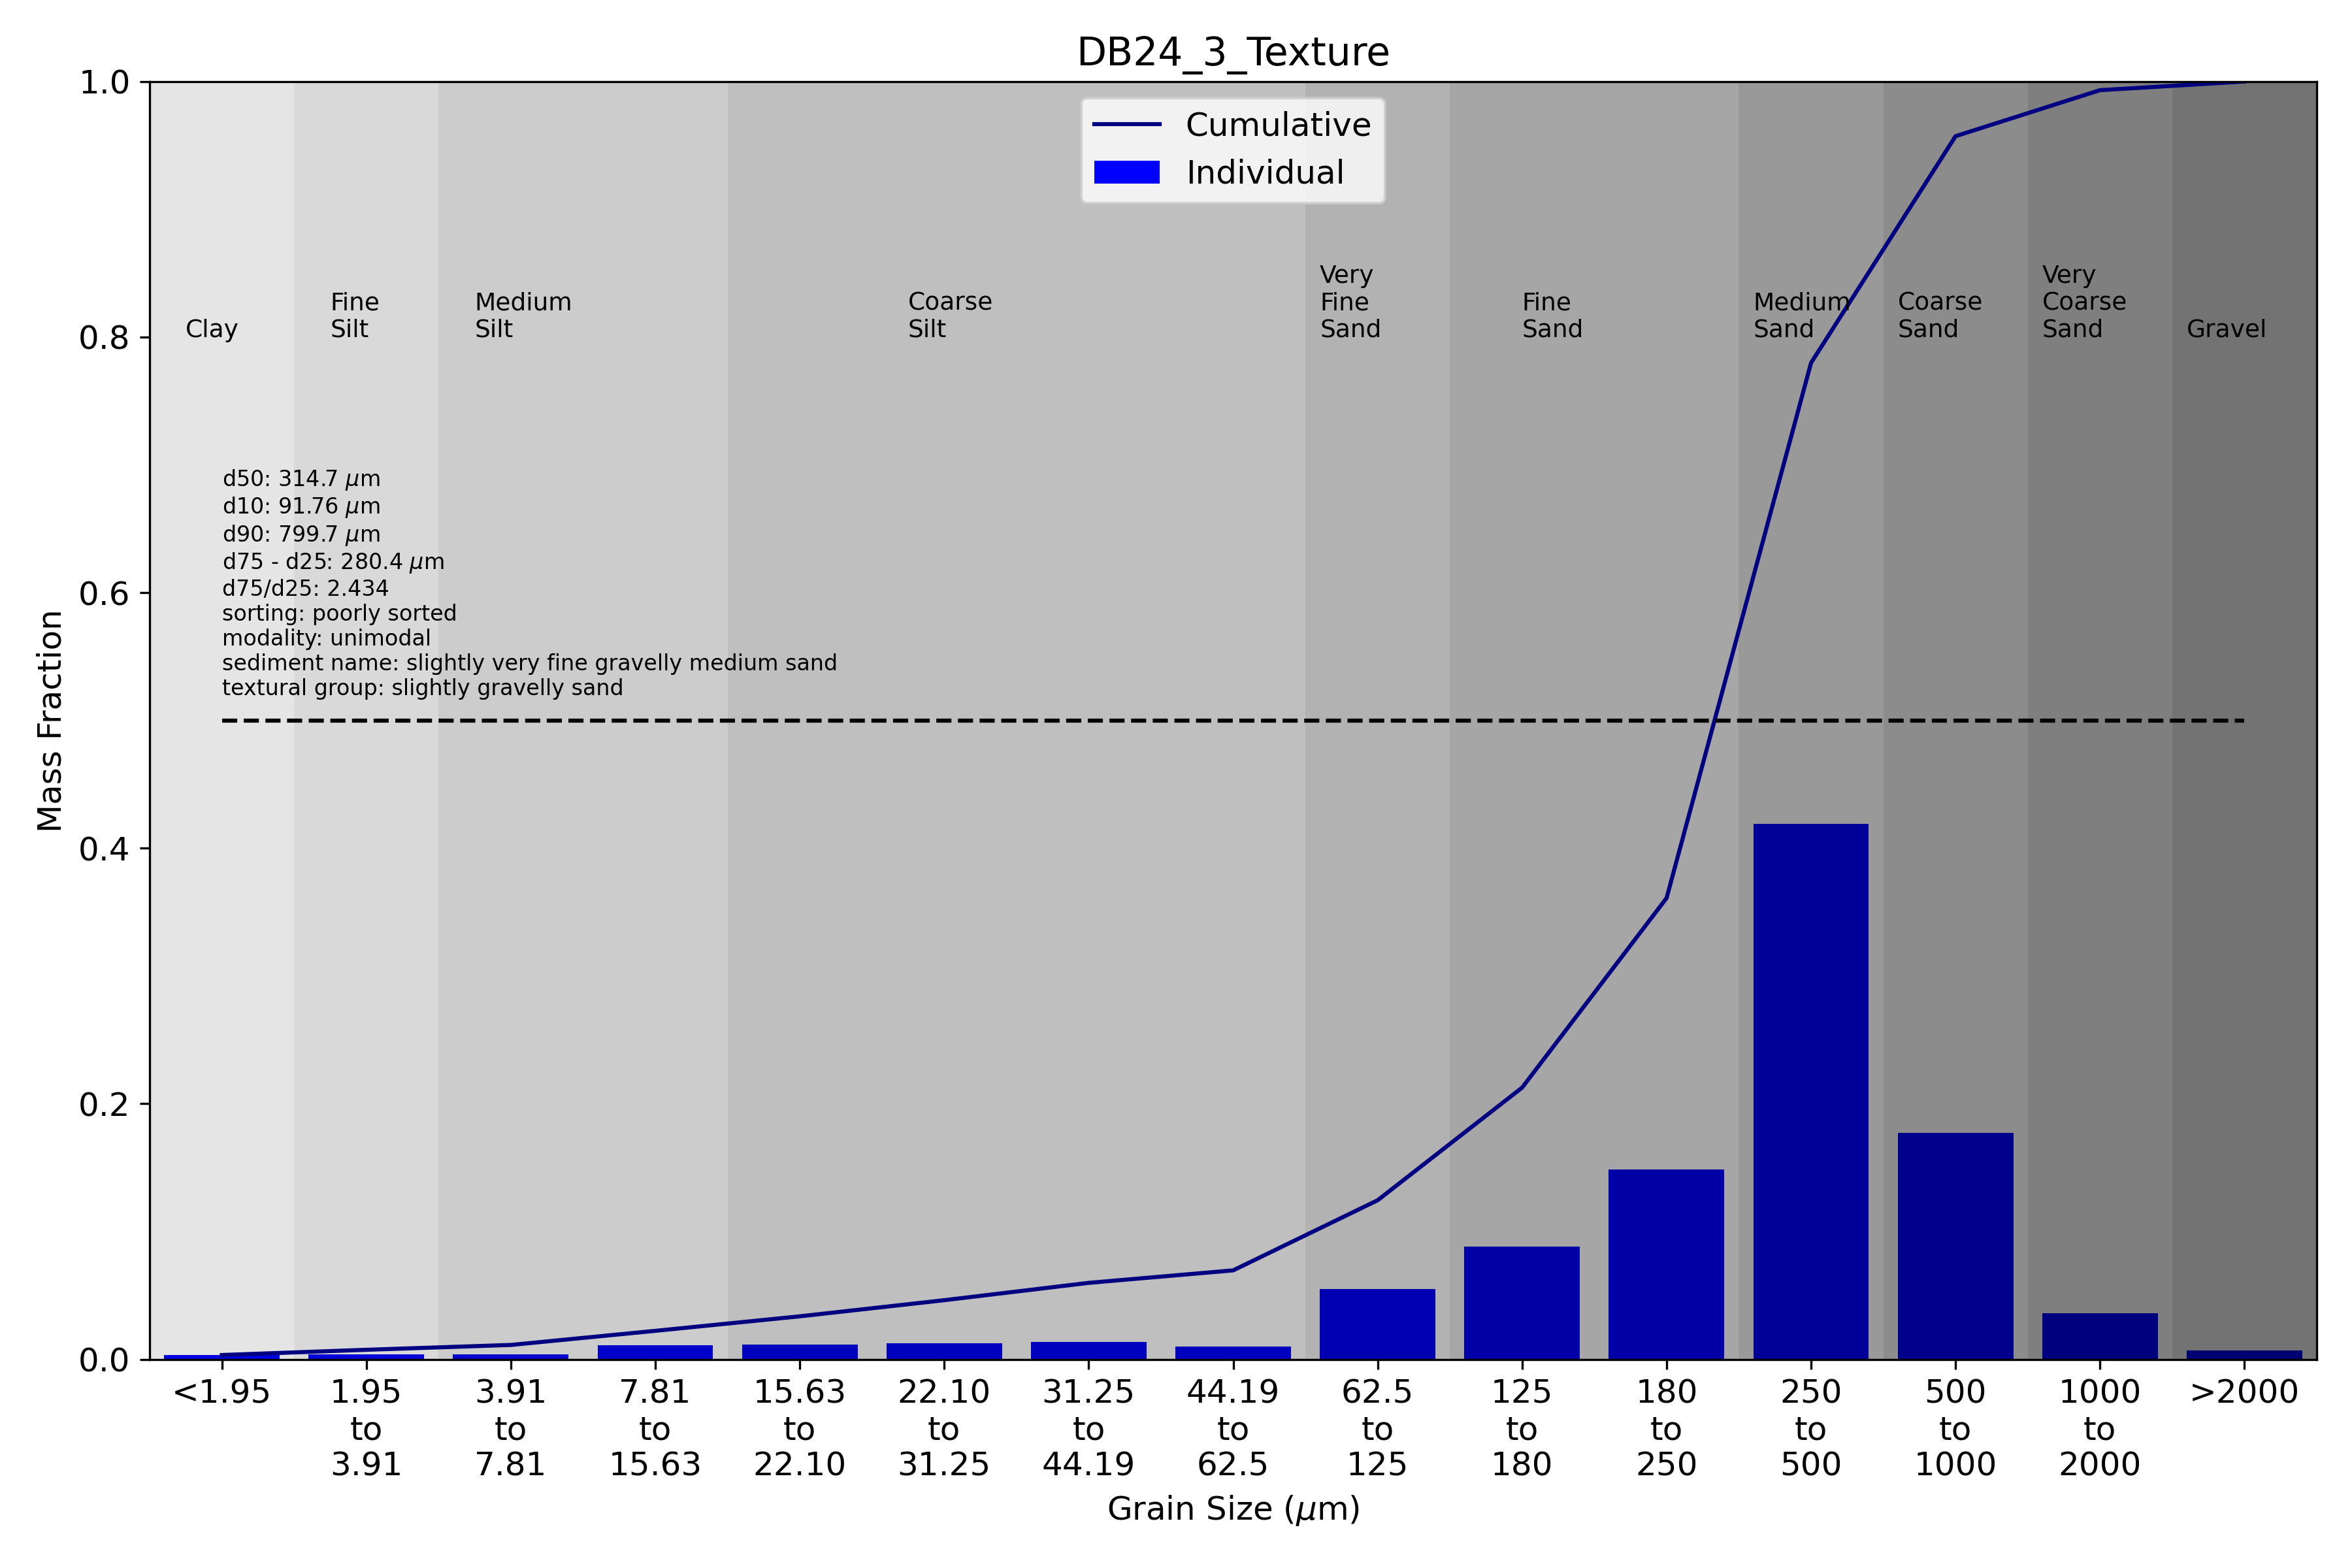 DB24_3_Texture
Cumulative
Individual
1.0
0.8
0.6
0.4
0.2
0.0
Mass Fraction
Clay
Fine
Silt
Medium
Silt
Coarse
Silt
Very
Fine
Sand
Fine
Sand
Medium
Sand
Coarse
Sand
Very
Coarse
Sand
Gravel
d50: 314.7 μm
d10: 91.76 μm
d90: 799.7 μm
d75 - d25: 280.4 μm
d75/d25: 2.434
sorting: poorly sorted
modality: unimodal
sediment name: slightly very fine gravelly medium sand
textural group: slightly gravelly sand
<1.95
1.95
to
3.91
3.91
to
7.81
7.81
to
15.63
15.63
to
22.10
22.10
to
31.25
31.25
to
44.19
44.19
to
62.5
62.5
to
125
125
to
180
180
to
250
250
to
500
500
to
1000
1000
to
2000
>2000
Grain Size (μm)